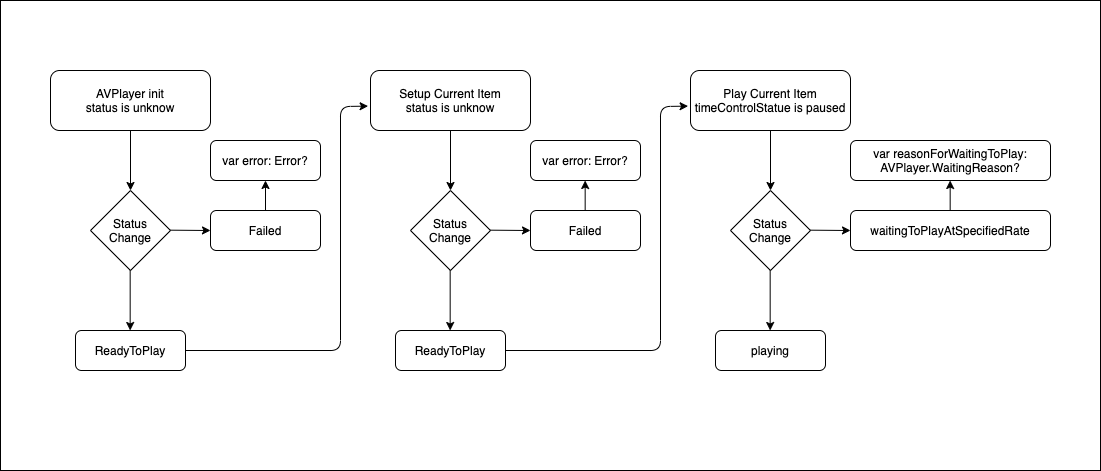 AVPlayer init
status is unknow
var error: Error?
Status
Change
Failed
ReadyToPlay
Setup Current Item
status is unknow
var error: Error?
Status
Change
Failed
ReadyToPlay
Play Current Item
timeControlStatue is paused
var reasonForWaitingToPlay:
AVPlayer.WaitingReason?
Status
Change
waitingToPlayAtSpecifiedRate
playing